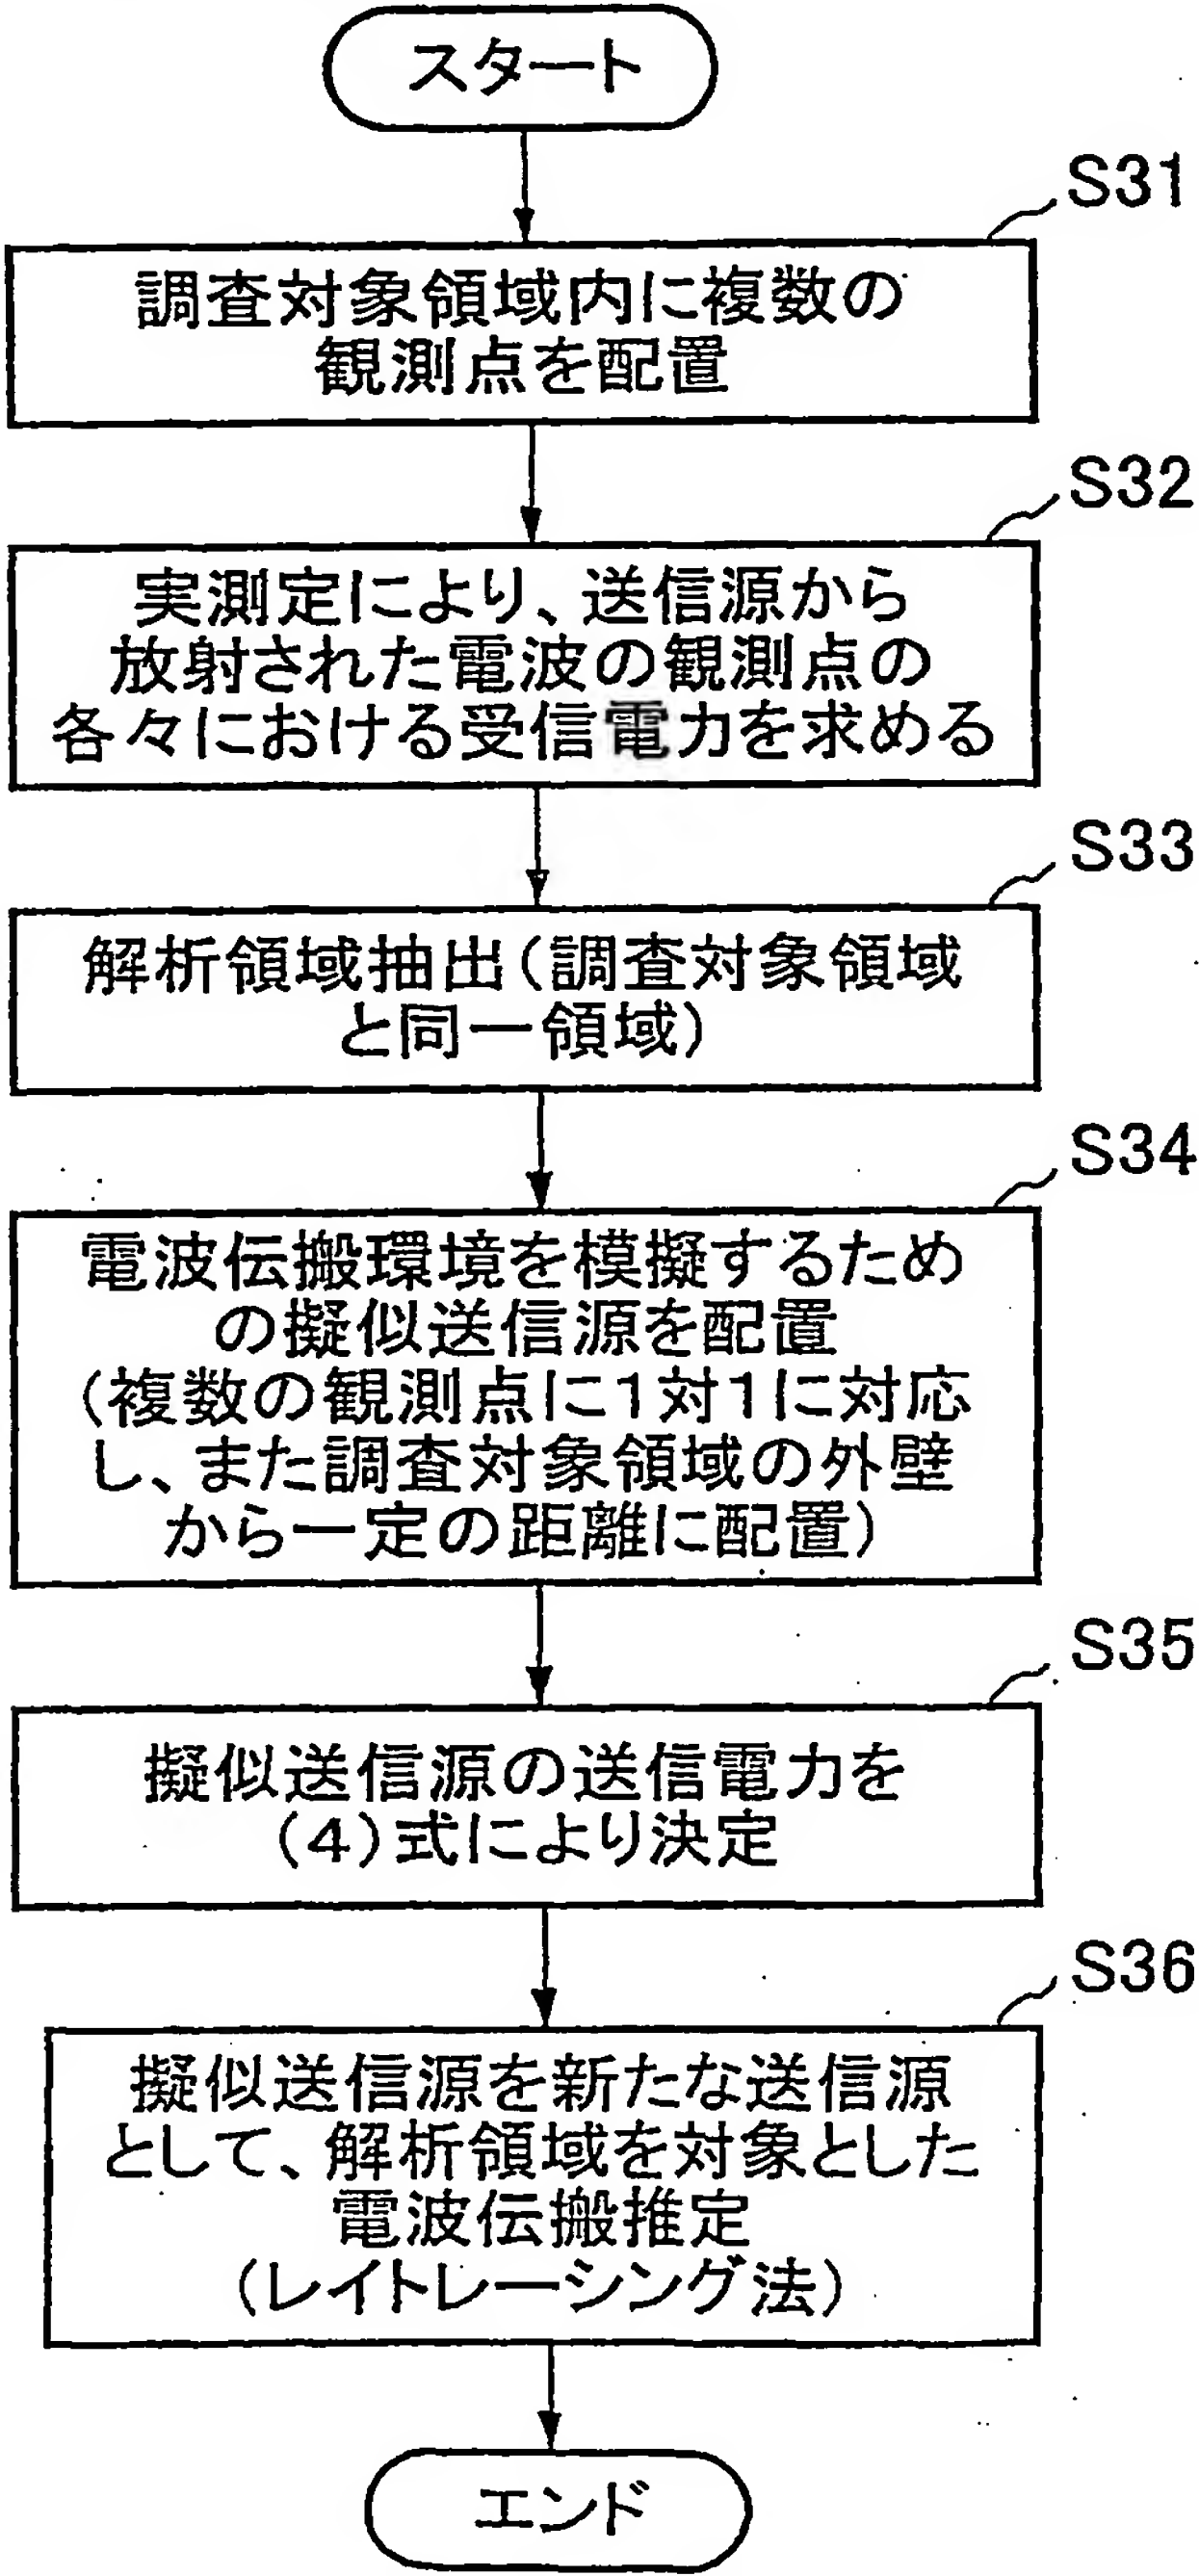 スタート
S31
調査対象領域内に複数の
観測点を配置
S32
実測定により、送信源から
放射された電波の観測点の
各々における受信電力を求める
S33
解析領域抽出(調査対象領域
と同一領域)
S34
電波伝搬環境を模擬するため
の擬似送信源を配置
(複数の観測点に1対1に対応
し、また調査対象領域の外壁
から一定の距離に配置)
S35
擬似送信源の送信電力を
(4)式により決定
S36
擬似送信源を新たな送信源
として、解析領域を対象とした
電波伝搬推定
(レイトレーシング法)
エンド